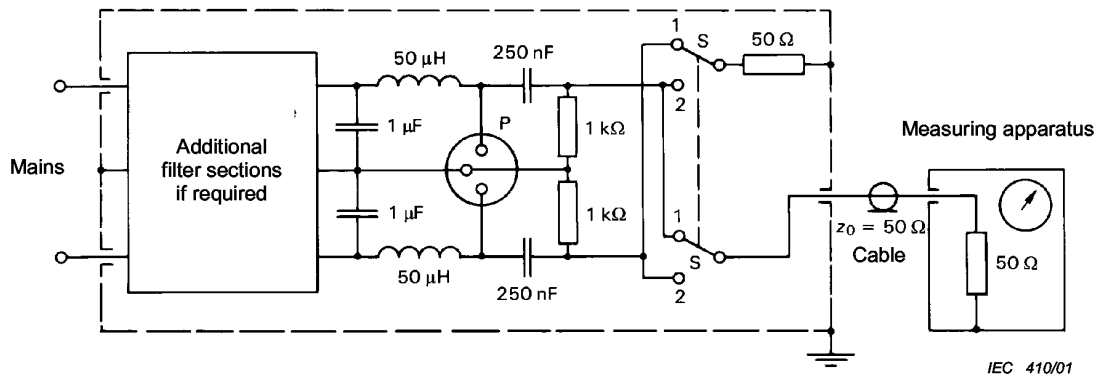 50 µH
250 nF
1
S
50 Ω
2
1 µF
P
1 kΩ
Additional
filter sections
if required
Mains
Measuring apparatus
1 µF
1 kΩ
1
S
2
z0 = 50 Ω
Cable
50 Ω
50 µH
250 nF
IEC 410/01